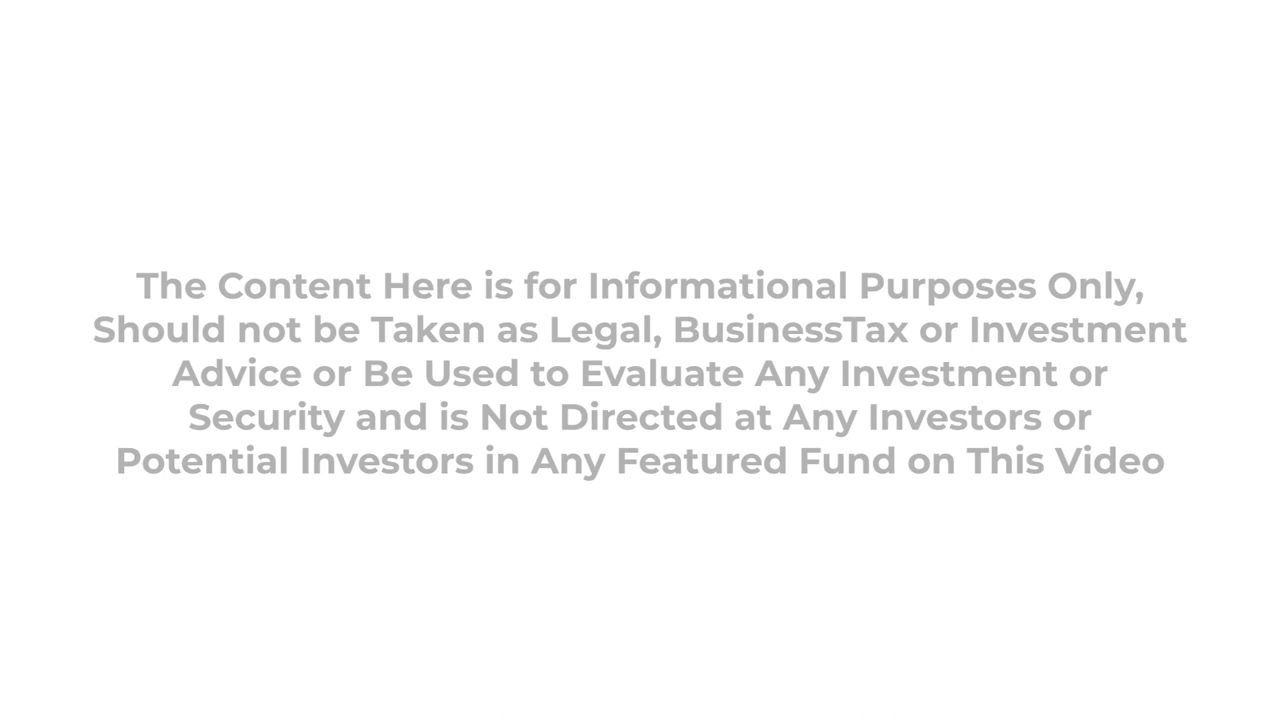 The Content Here is for Informational Purposes Only,
Should not be Taken as Legal, BusinessTax or Investment
Advice or Be Used to Evaluate Any Investment or
Security and is Not Directed at Any Investors or
Potential Investors in Any Featured Fund on This Video